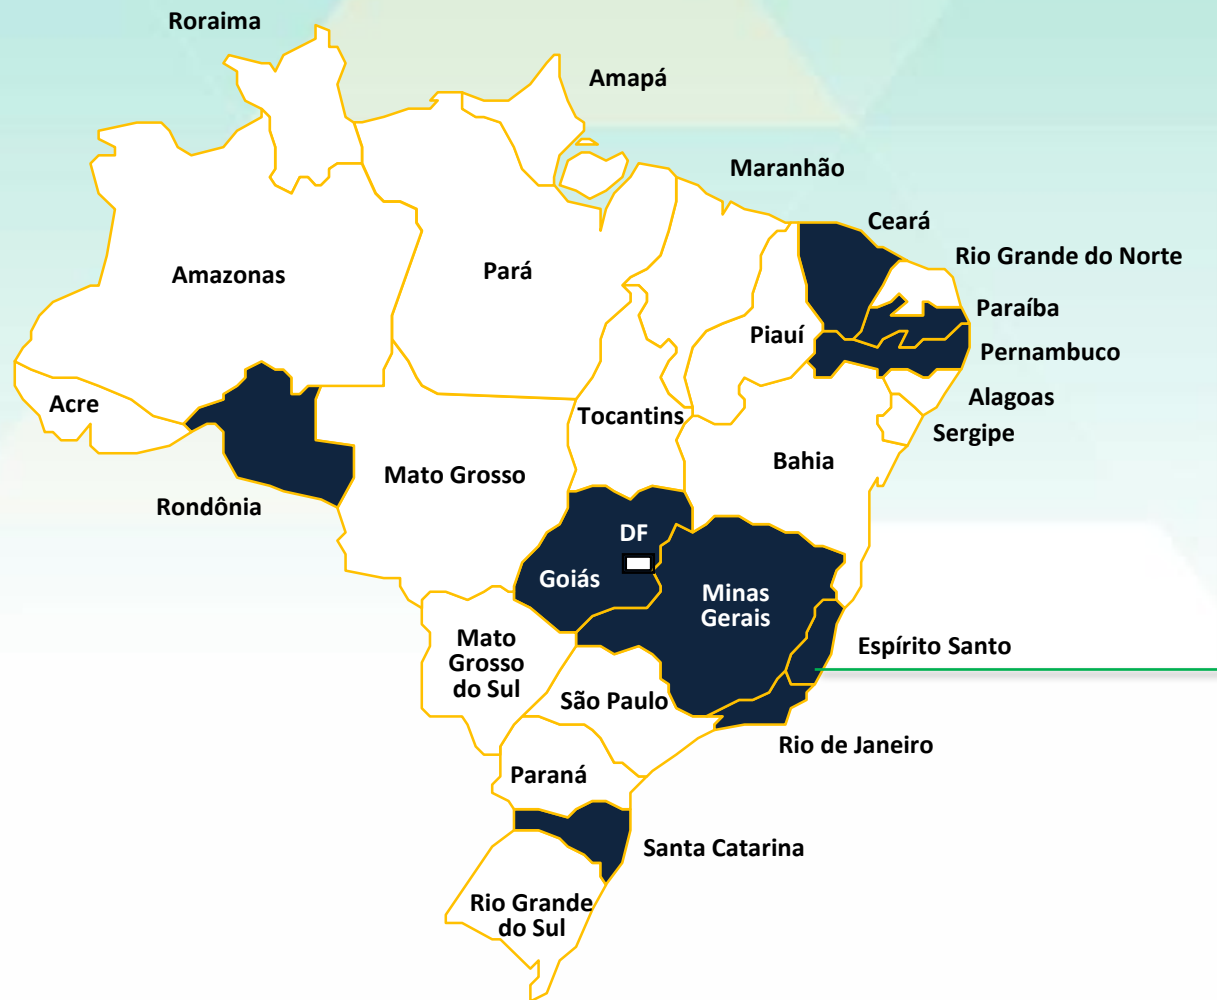 Roraima
Amapá
Maranhão
Ceará
Rio Grande do Norte
Amazonas
Pará
Paraíba
Piauí
Pernambuco
Acre
Alagoas
Tocantins
Sergipe
Bahia
Mato Grosso
Rondônia
DF
Goiás
Minas
Gerais
Mato
Grosso
do Sul
Espírito Santo
São Paulo
Rio de Janeiro
Paraná
Santa Catarina
Rio Grande
do Sul